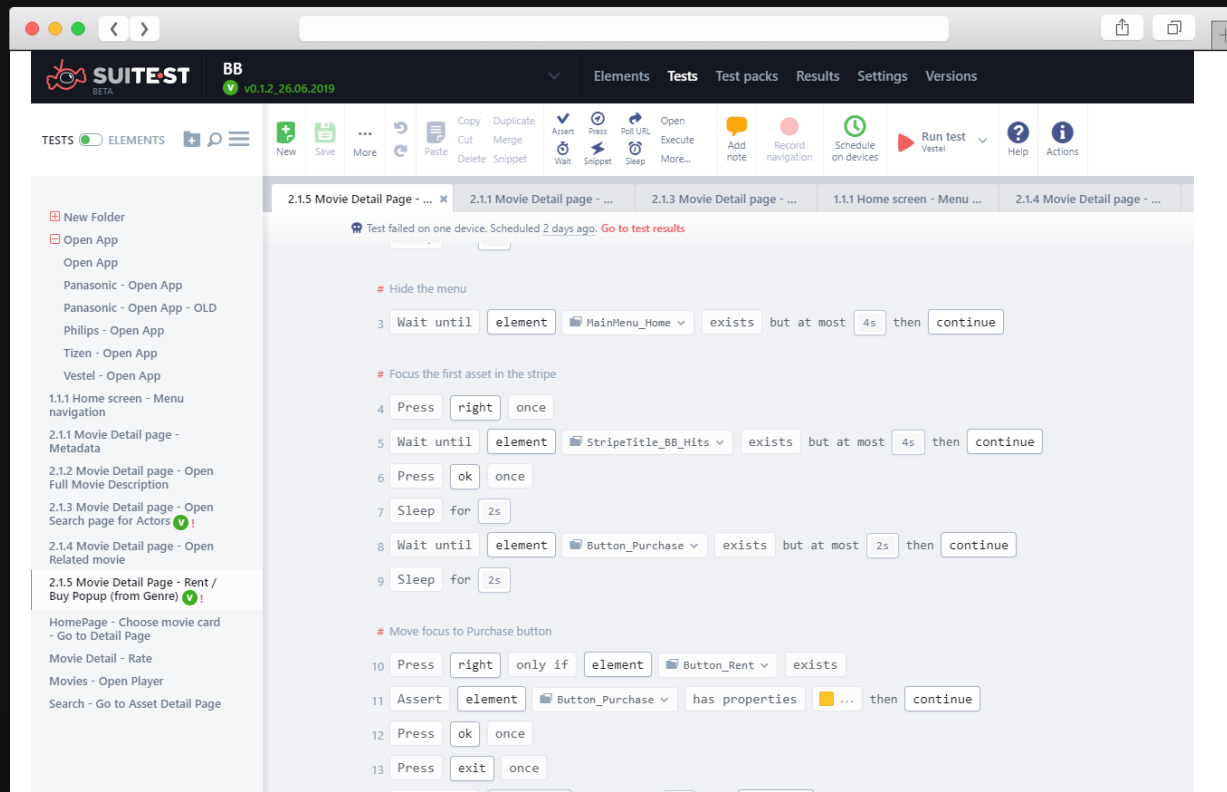 SUITEST
BETA
BB
V v0.1.2_26.06.2019
Elements Tests Test packs Results Settings Versions
TESTS ELEMENTS
New Save More Paste
Copy Duplicate
Cut Merge
Delete Snippet
Assert Press Poll URL Open
Execute
Wait Snippet Sleep More...
Add note
Record navigation
Schedule on devices
Run test
Vestel
Help Actions
2.1.5 Movie Detail Page - ... 2.1.1 Movie Detail page - ... 2.1.3 Movie Detail page - ... 1.1.1 Home screen - Menu ... 2.1.4 Movie Detail page - ...
Test failed on one device. Scheduled 2 days ago. Go to test results
New Folder
Open App
Open App
Panasonic - Open App
Panasonic - Open App - OLD
Philips - Open App
Tizen - Open App
Vestel - Open App
1.1.1 Home screen - Menu
navigation
2.1.1 Movie Detail page -
Metadata
2.1.2 Movie Detail page - Open
Full Movie Description
2.1.3 Movie Detail page - Open
Search page for Actors V !
2.1.4 Movie Detail page - Open
Related movie
2.1.5 Movie Detail Page - Rent /
Buy Popup (from Genre) V !
HomePage - Choose movie card
- Go to Detail Page
Movie Detail - Rate
Movies - Open Player
Search - Go to Asset Detail Page
# Hide the menu
3 Wait until element MainMenu_Home exists but at most 4s then continue
# Focus the first asset in the stripe
4 Press right once
5 Wait until element StripeTitle_BB_Hits exists but at most 4s then continue
6 Press ok once
7 Sleep for 2s
8 Wait until element Button_Purchase exists but at most 2s then continue
9 Sleep for 2s
# Move focus to Purchase button
10 Press right only if element Button_Rent exists
11 Assert element Button_Purchase has properties ... then continue
12 Press ok once
13 Press exit once